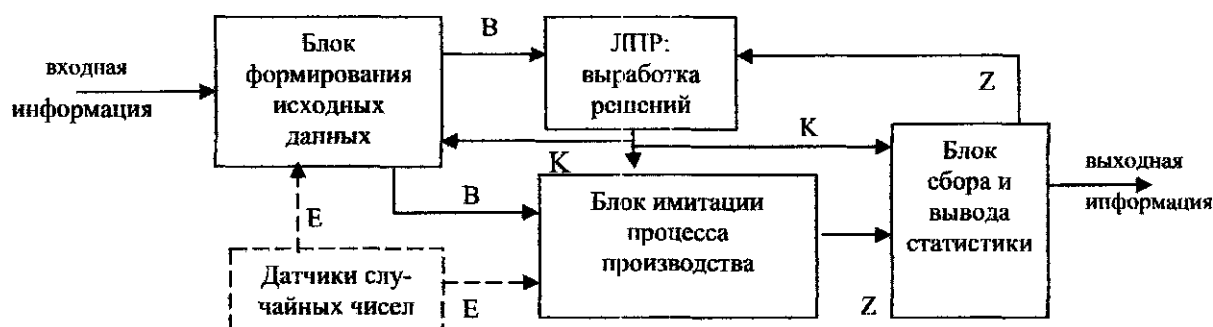 входная
информация
Блок
формирования
исходных
данных
B
ЛПР:
выработка
решений
Z
K
K
B
E
Блок имитации
процесса
производства
Блок
сбора и
вывода
статистики
выходная
информация
Датчики слу-
чайных чисел
E
Z